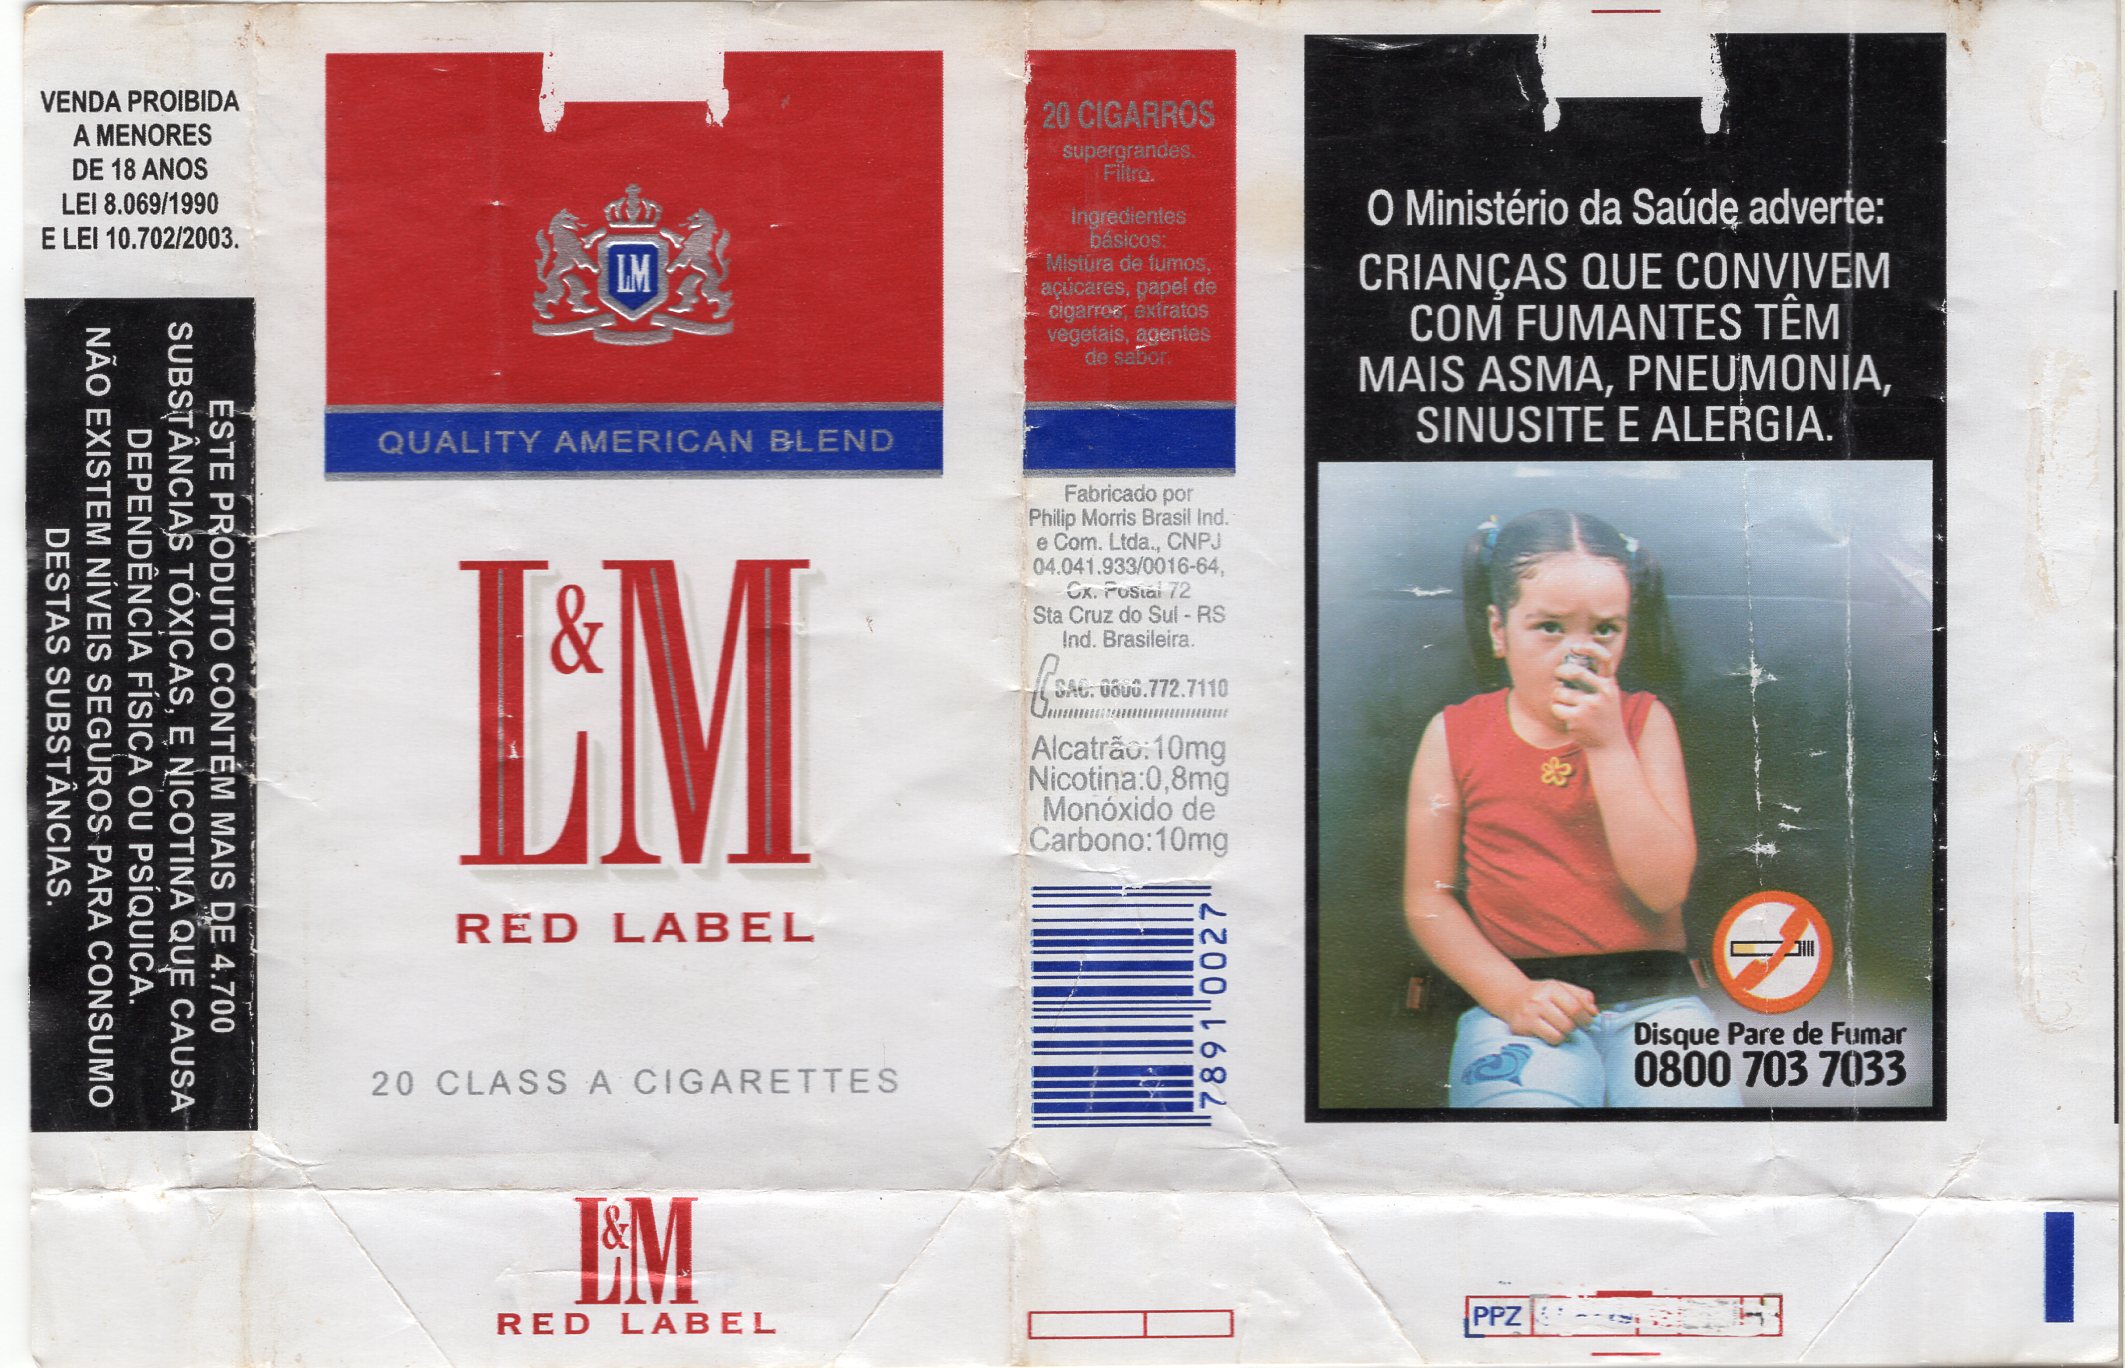 VENDA PROIBIDA
A MENORES
DE 18 ANOS
LEI 8.069/1990
E LEI 10.702/2003.
ESTE PRODUTO CONTÉM MAIS DE 4.700
SUBSTÂNCIAS TÓXICAS, E NICOTINA QUE CAUSA
DEPENDÊNCIA FÍSICA OU PSÍQUICA.
NÃO EXISTEM NÍVEIS SEGUROS PARA CONSUMO
DESTAS SUBSTÂNCIAS.
LM
QUALITY AMERICAN BLEND
L&M
RED LABEL
20 CLASS A CIGARETTES
L&M
RED LABEL
20 CIGARROS
supergrandes.
Filtro.
Ingredientes
básicos:
Mistura de fumos,
açúcares, papel de
cigarros, extratos
vegetais, agentes
de sabor.
Fabricado por
Philip Morris Brasil Ind.
e Com. Ltda., CNPJ
04.041.933/0016-64,
Cx. Postal 72
Sta Cruz do Sul - RS
Ind. Brasileira.
SAC: 0800.772.7110
Alcatrão:10mg
Nicotina:0,8mg
Monóxido de
Carbono:10mg
78910027
O Ministério da Saúde adverte:
CRIANÇAS QUE CONVIVEM
COM FUMANTES TÊM
MAIS ASMA, PNEUMONIA,
SINUSITE E ALERGIA.
Disque Pare de Fumar
0800 703 7033
PPZ